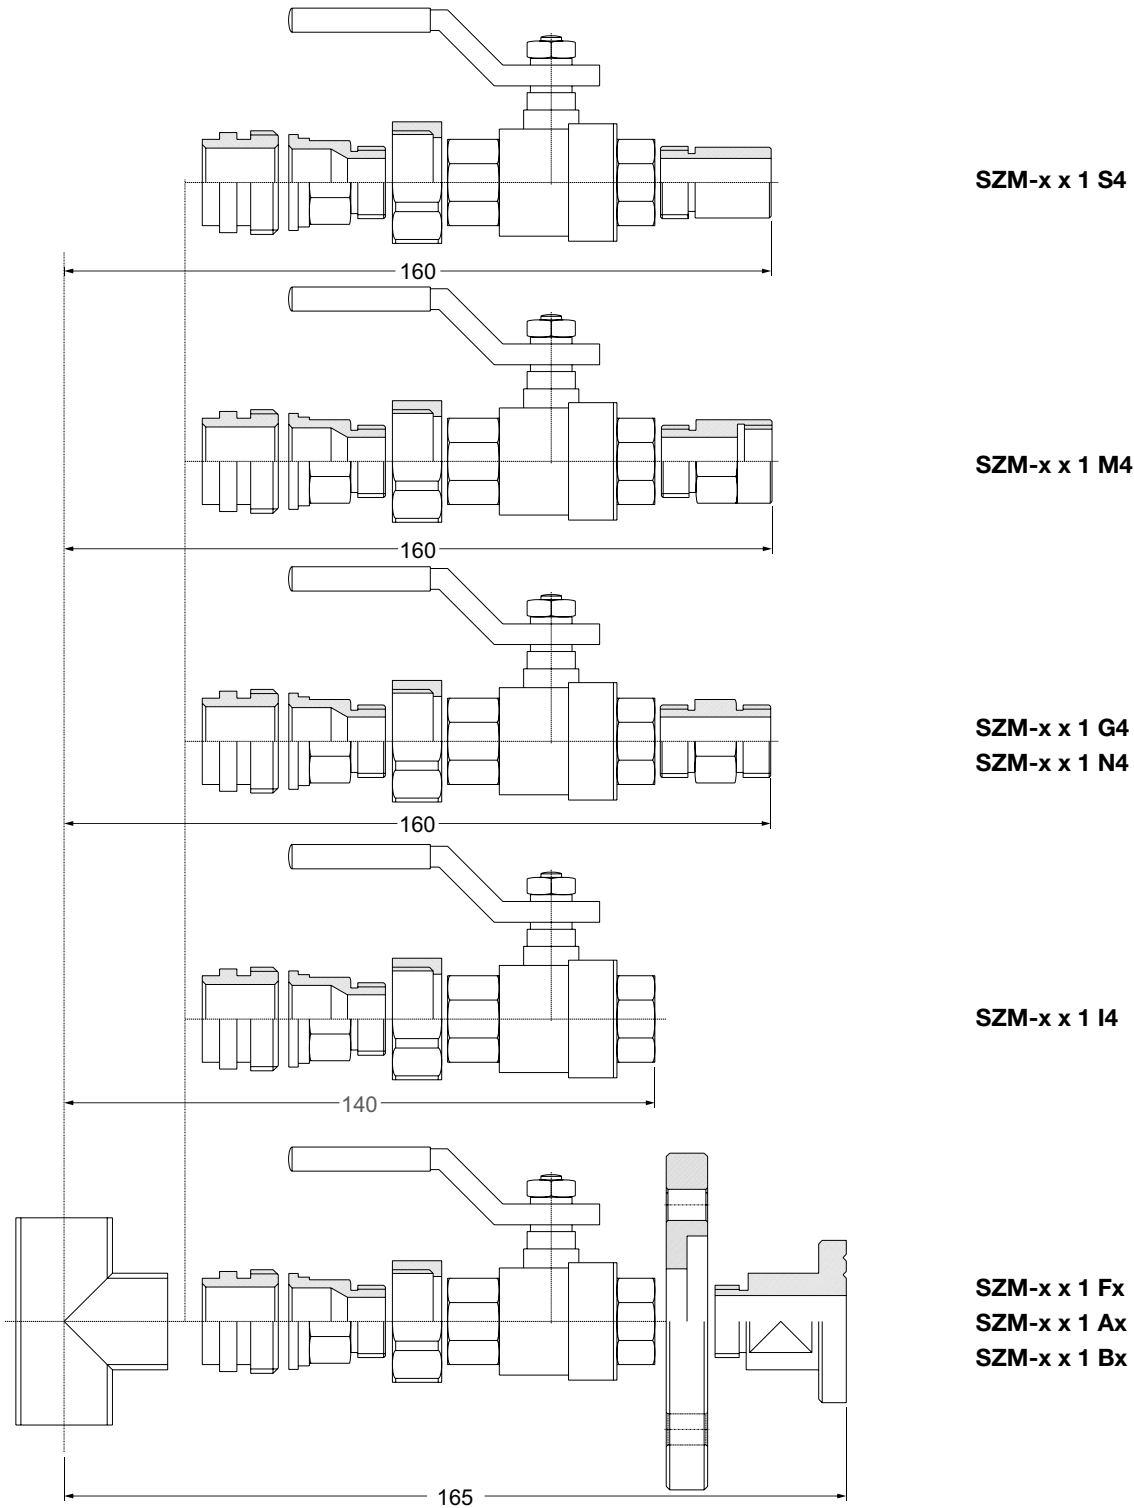 SZM-x x 1 S4
160
SZM-x x 1 M4
160
SZM-x x 1 G4
SZM-x x 1 N4
160
SZM-x x 1 I4
140
SZM-x x 1 Fx
SZM-x x 1 Ax
SZM-x x 1 Bx
165